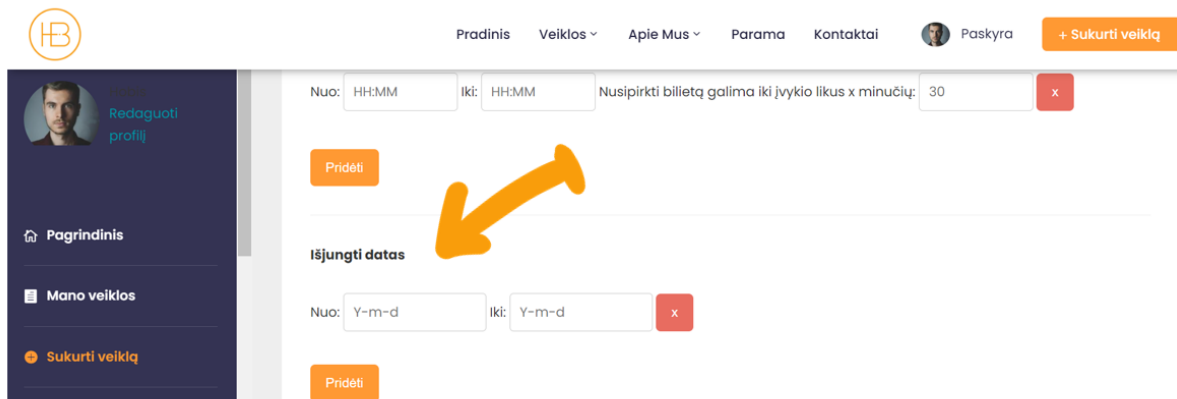 HB
Pradinis Veiklos Apie Mus Parama Kontaktai Paskyra + Sukurti veiklą
Redaguoti
profilį
Nuo: HH:MM Iki: HH:MM Nusipirkti bilietą galima iki įvykio likus x minučių: 30 x
Pridėti
Pagrindinis
Išjungti datas
Mano veiklos
Nuo: Y-m-d Iki: Y-m-d x
Sukurti veiklą
Pridėti